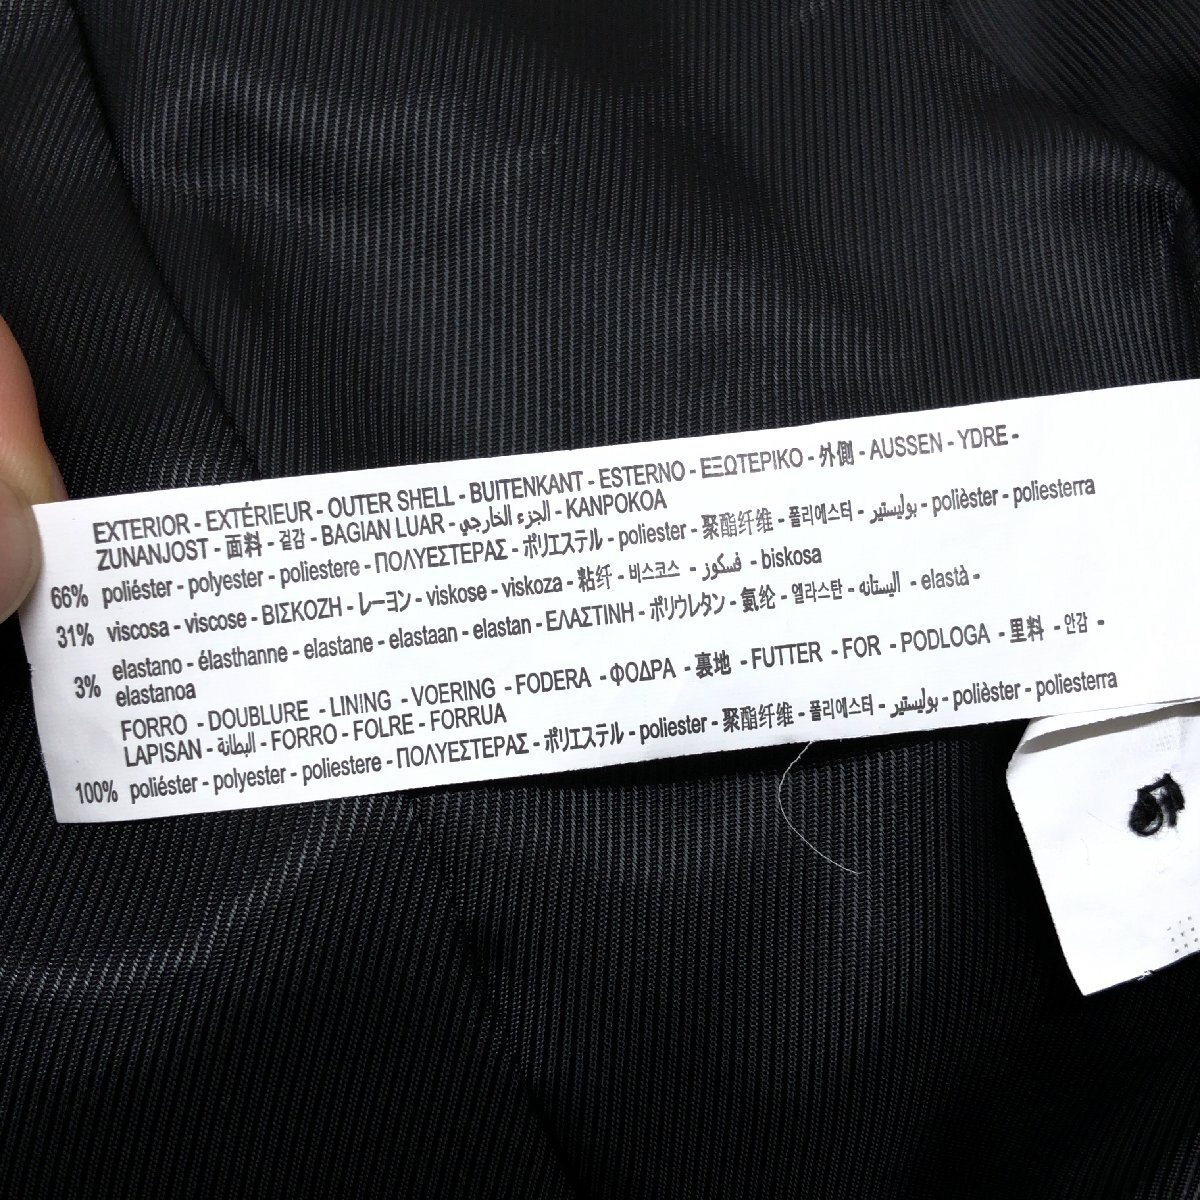 EXTERIOR - EXTÉRIEUR - OUTER SHELL - BUITENKANT - ESTERNO - ΕΞΩΤΕΡΙΚΟ - 外側 - AUSSEN - YDRE -
ZUNANJOST - 面料 - 겉감 - BAGIAN LUAR - الجزء الخارجي - KANPOKOA
66% poliéster - polyester - poliestere - ΠΟΛΥΕΣΤΕΡΑΣ - ポリエステル - poliester - 聚酯纤维 - 폴리에스터 - بوليستير - polièster - poliesterra
31% viscosa - viscose - ΒΙΣΚΟΖΗ - レーヨン - viskose - viskoza - 粘纤 - 비스코스 - فسكوز - biskosa
3% elastano - élasthanne - elastane - elastaan - elastan - ΕΛΑΣΤΙΝΗ - ポリウレタン - 氨纶 - 엘라스탄 - اليستانه - elastà -
elastanoa
FORRO - DOUBLURE - LINING - VOERING - FODERA - ΦΟΔΡΑ - 裏地 - FUTTER - FOR - PODLOGA - 里料 - 안감 -
LAPISAN - البطانة - FORRO - FOLRE - FORRUA
100% poliéster - polyester - poliestere - ΠΟΛΥΕΣΤΕΡΑΣ - ポリエステル - poliester - 聚酯纤维 - 폴리에스터 - بوليستير - polièster - poliesterra